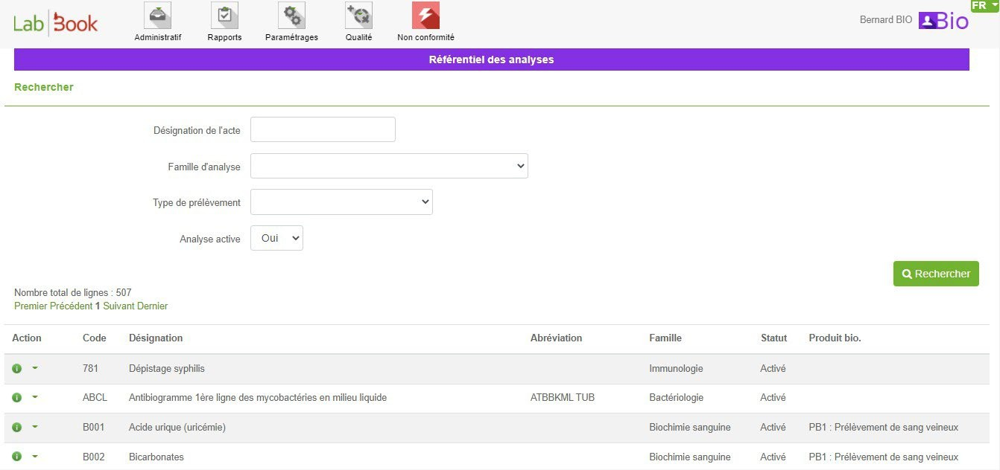 Lab Book
Administratif Rapports Paramétrages Qualité Non conformité
Bernard BIO Bio FR
Référentiel des analyses
Rechercher
Désignation de l'acte
Famille d'analyse
Type de prélèvement
Analyse active Oui
Rechercher
Nombre total de lignes : 507
Premier Précédent 1 Suivant Dernier
Action Code Désignation Abréviation Famille Statut Produit bio.
781 Dépistage syphilis Immunologie Activé
ABCL Antibiogramme 1ère ligne des mycobactéries en milieu liquide ATBBKML TUB Bactériologie Activé
B001 Acide urique (uricémie) Biochimie sanguine Activé PB1 : Prélèvement de sang veineux
B002 Bicarbonates Biochimie sanguine Activé PB1 : Prélèvement de sang veineux